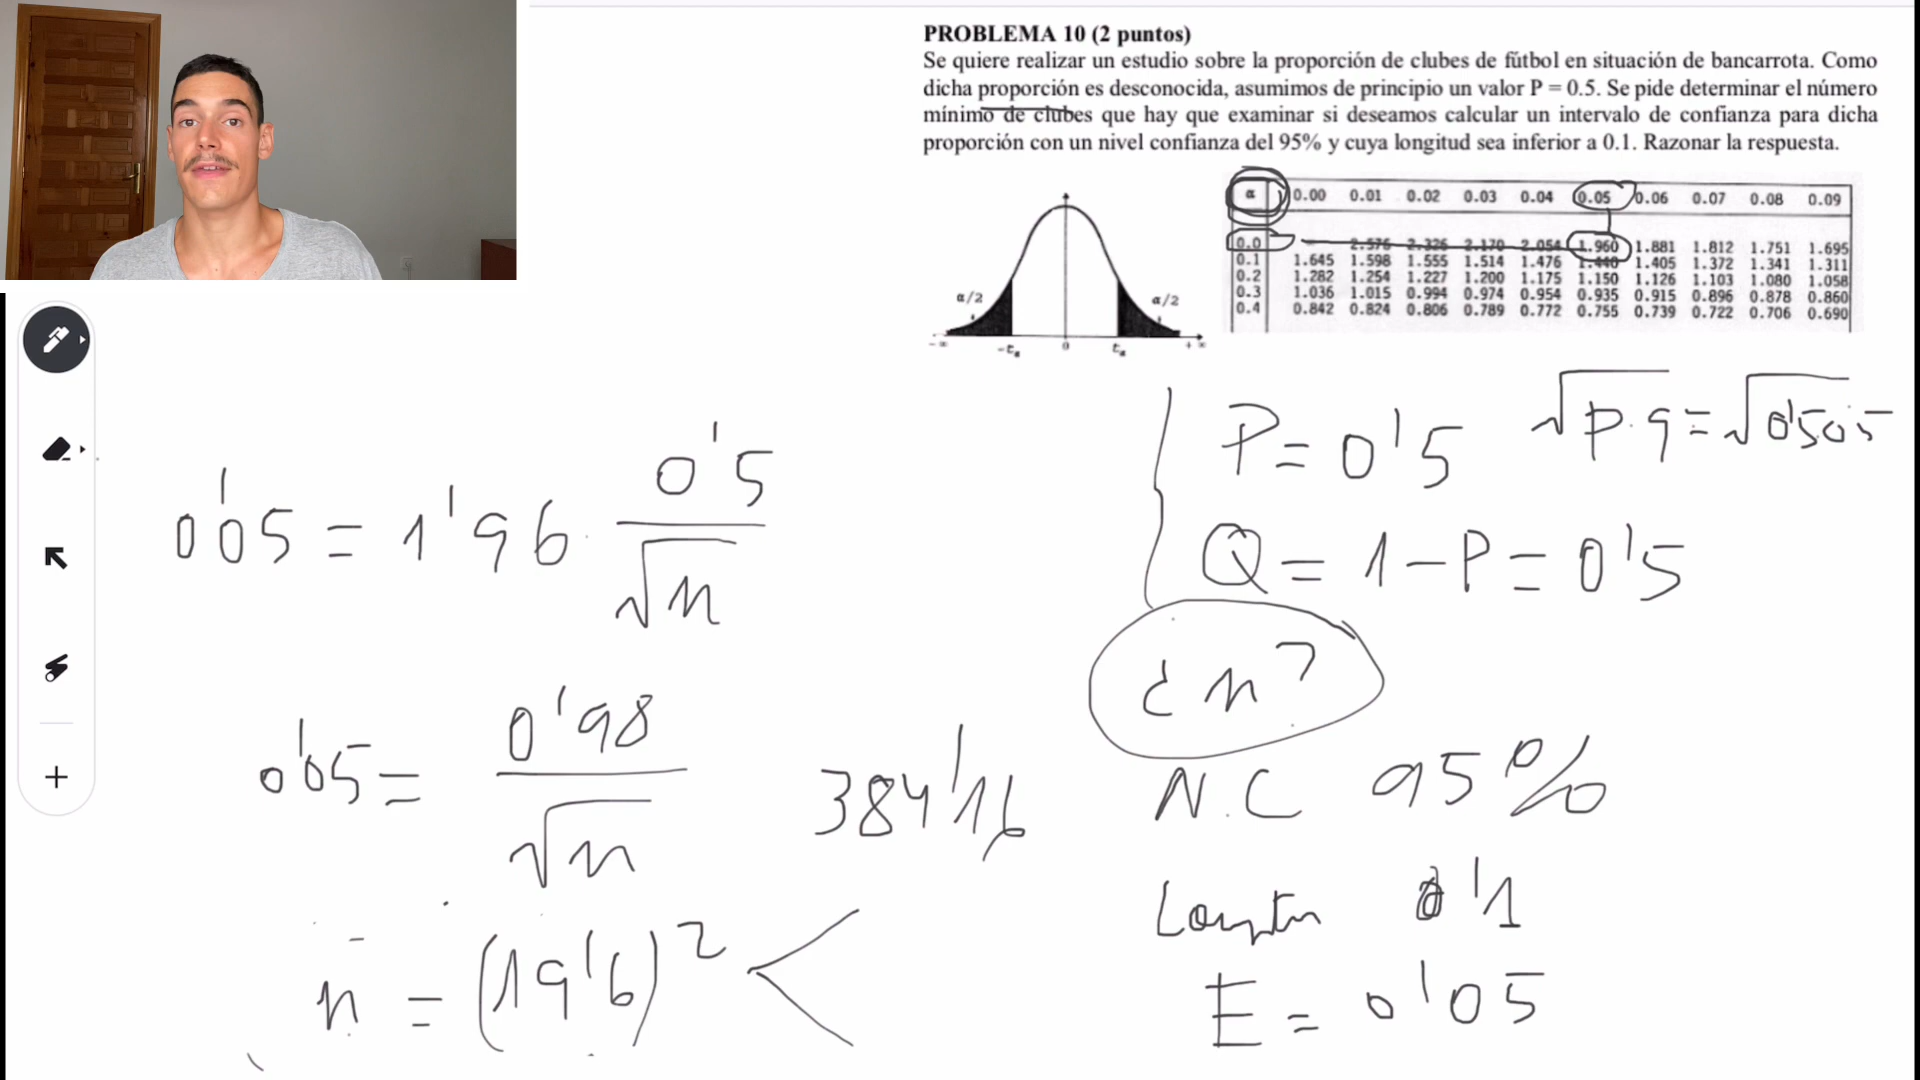 PROBLEMA 10 (2 puntos)
Se quiere realizar un estudio sobre la proporción de clubes de fútbol en situación de bancarrota. Como
dicha proporción es desconocida, asumimos de principio un valor P = 0.5. Se pide determinar el número
mínimo de clubes que hay que examinar si deseamos calcular un intervalo de confianza para dicha
proporción con un nivel confianza del 95% y cuya longitud sea inferior a 0.1. Razonar la respuesta.
α 0.00 0.01 0.02 0.03 0.04 0.05 0.06 0.07 0.08 0.09
0.0 2.576 2.326 2.170 2.054 1.960 1.881 1.812 1.751 1.695
0.1 1.645 1.598 1.555 1.514 1.476 1.440 1.405 1.372 1.341 1.311
0.2 1.282 1.254 1.227 1.200 1.175 1.150 1.126 1.103 1.080 1.058
0.3 1.036 1.015 0.994 0.974 0.954 0.935 0.915 0.896 0.878 0.860
0.4 0.842 0.824 0.806 0.789 0.772 0.755 0.739 0.722 0.706 0.690
α/2 α/2
-∞ -tα 0 tα +∞
P = 0'5 √p·q = √0'5·0'5
Q = 1 - P = 0'5
¿n?
N.C 95%
0'1
E = 0'05
0'05 = 1'96 · 0'5/√n
0'05 = 0'98/√n
384'16
n = (19'6)² <